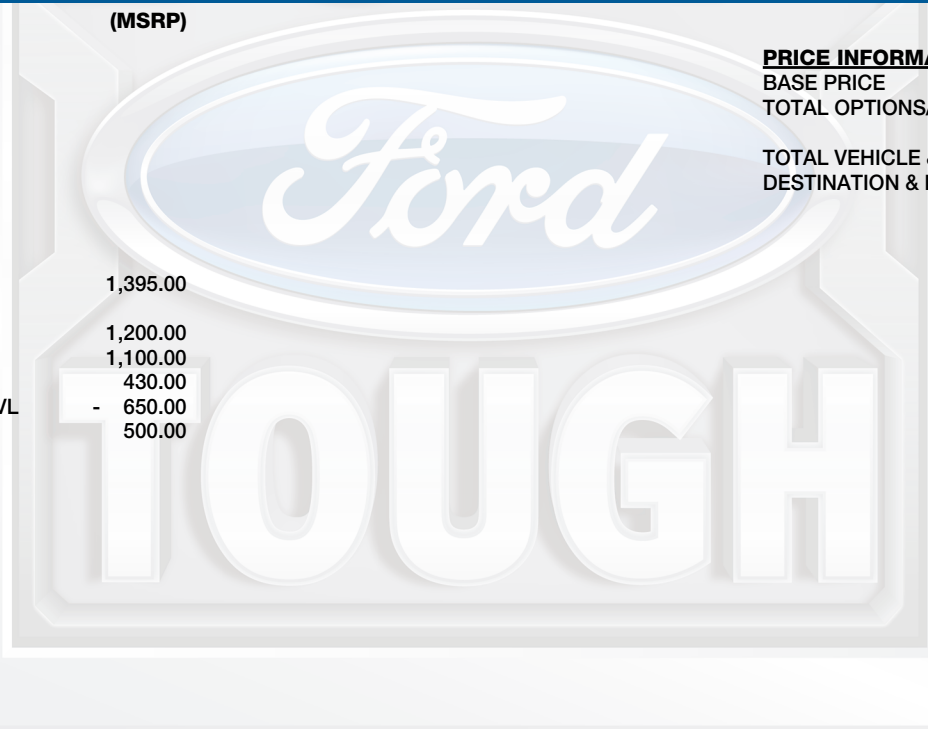 (MSRP)
1,395.00
1,200.00
1,100.00
430.00
VL - 650.00
500.00
PRICE INFORMA
BASE PRICE
TOTAL OPTIONS/
TOTAL VEHICLE &
DESTINATION &
Ford
TOUGH